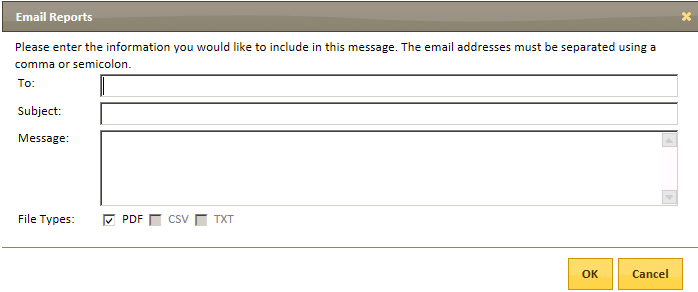 Email Reports
Please enter the information you would like to include in this message. The email addresses must be separated using a
comma or semicolon.
To:
Subject:
Message:
File Types: PDF CSV TXT
OK Cancel